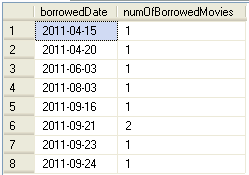 borrowedDate numOfBorrowedMovies
1 2011-04-15 1
2 2011-04-20 1
3 2011-06-03 1
4 2011-08-03 1
5 2011-09-16 1
6 2011-09-21 2
7 2011-09-23 1
8 2011-09-24 1